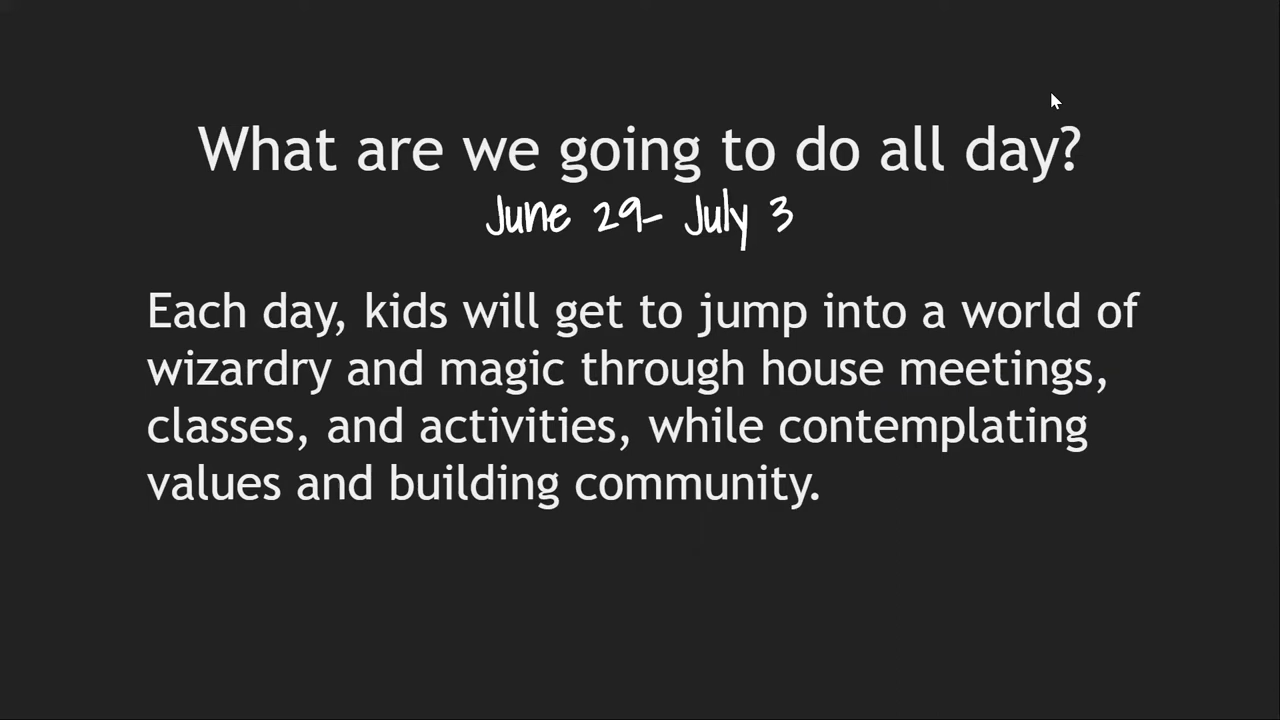 What are we going to do all day?
June 29- July 3
Each day, kids will get to jump into a world of
wizardry and magic through house meetings,
classes, and activities, while contemplating
values and building community.